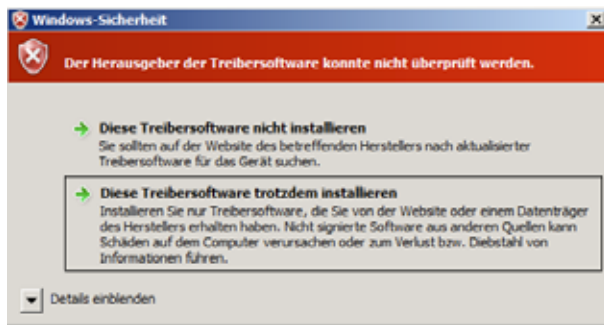 Windows-Sicherheit
Der Herausgeber der Treibersoftware konnte nicht überprüft werden.
Diese Treibersoftware nicht installieren
Sie sollten auf der Website des betreffenden Herstellers nach aktualisierter
Treibersoftware für das Gerät suchen.
Diese Treibersoftware trotzdem installieren
Installieren Sie nur Treibersoftware, die Sie von der Website oder einem Datenträger
des Herstellers erhalten haben. Nicht signierte Software aus anderen Quellen kann
Schäden auf dem Computer verursachen oder zum Verlust bzw. Diebstahl von
Informationen führen.
Details einblenden